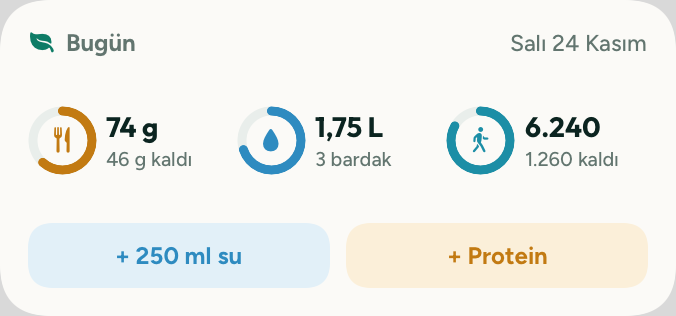 Bugün
Salı 24 Kasım
74 g
46 g kaldı
1,75 L
3 bardak
6.240
1.260 kaldı
+ 250 ml su
+ Protein